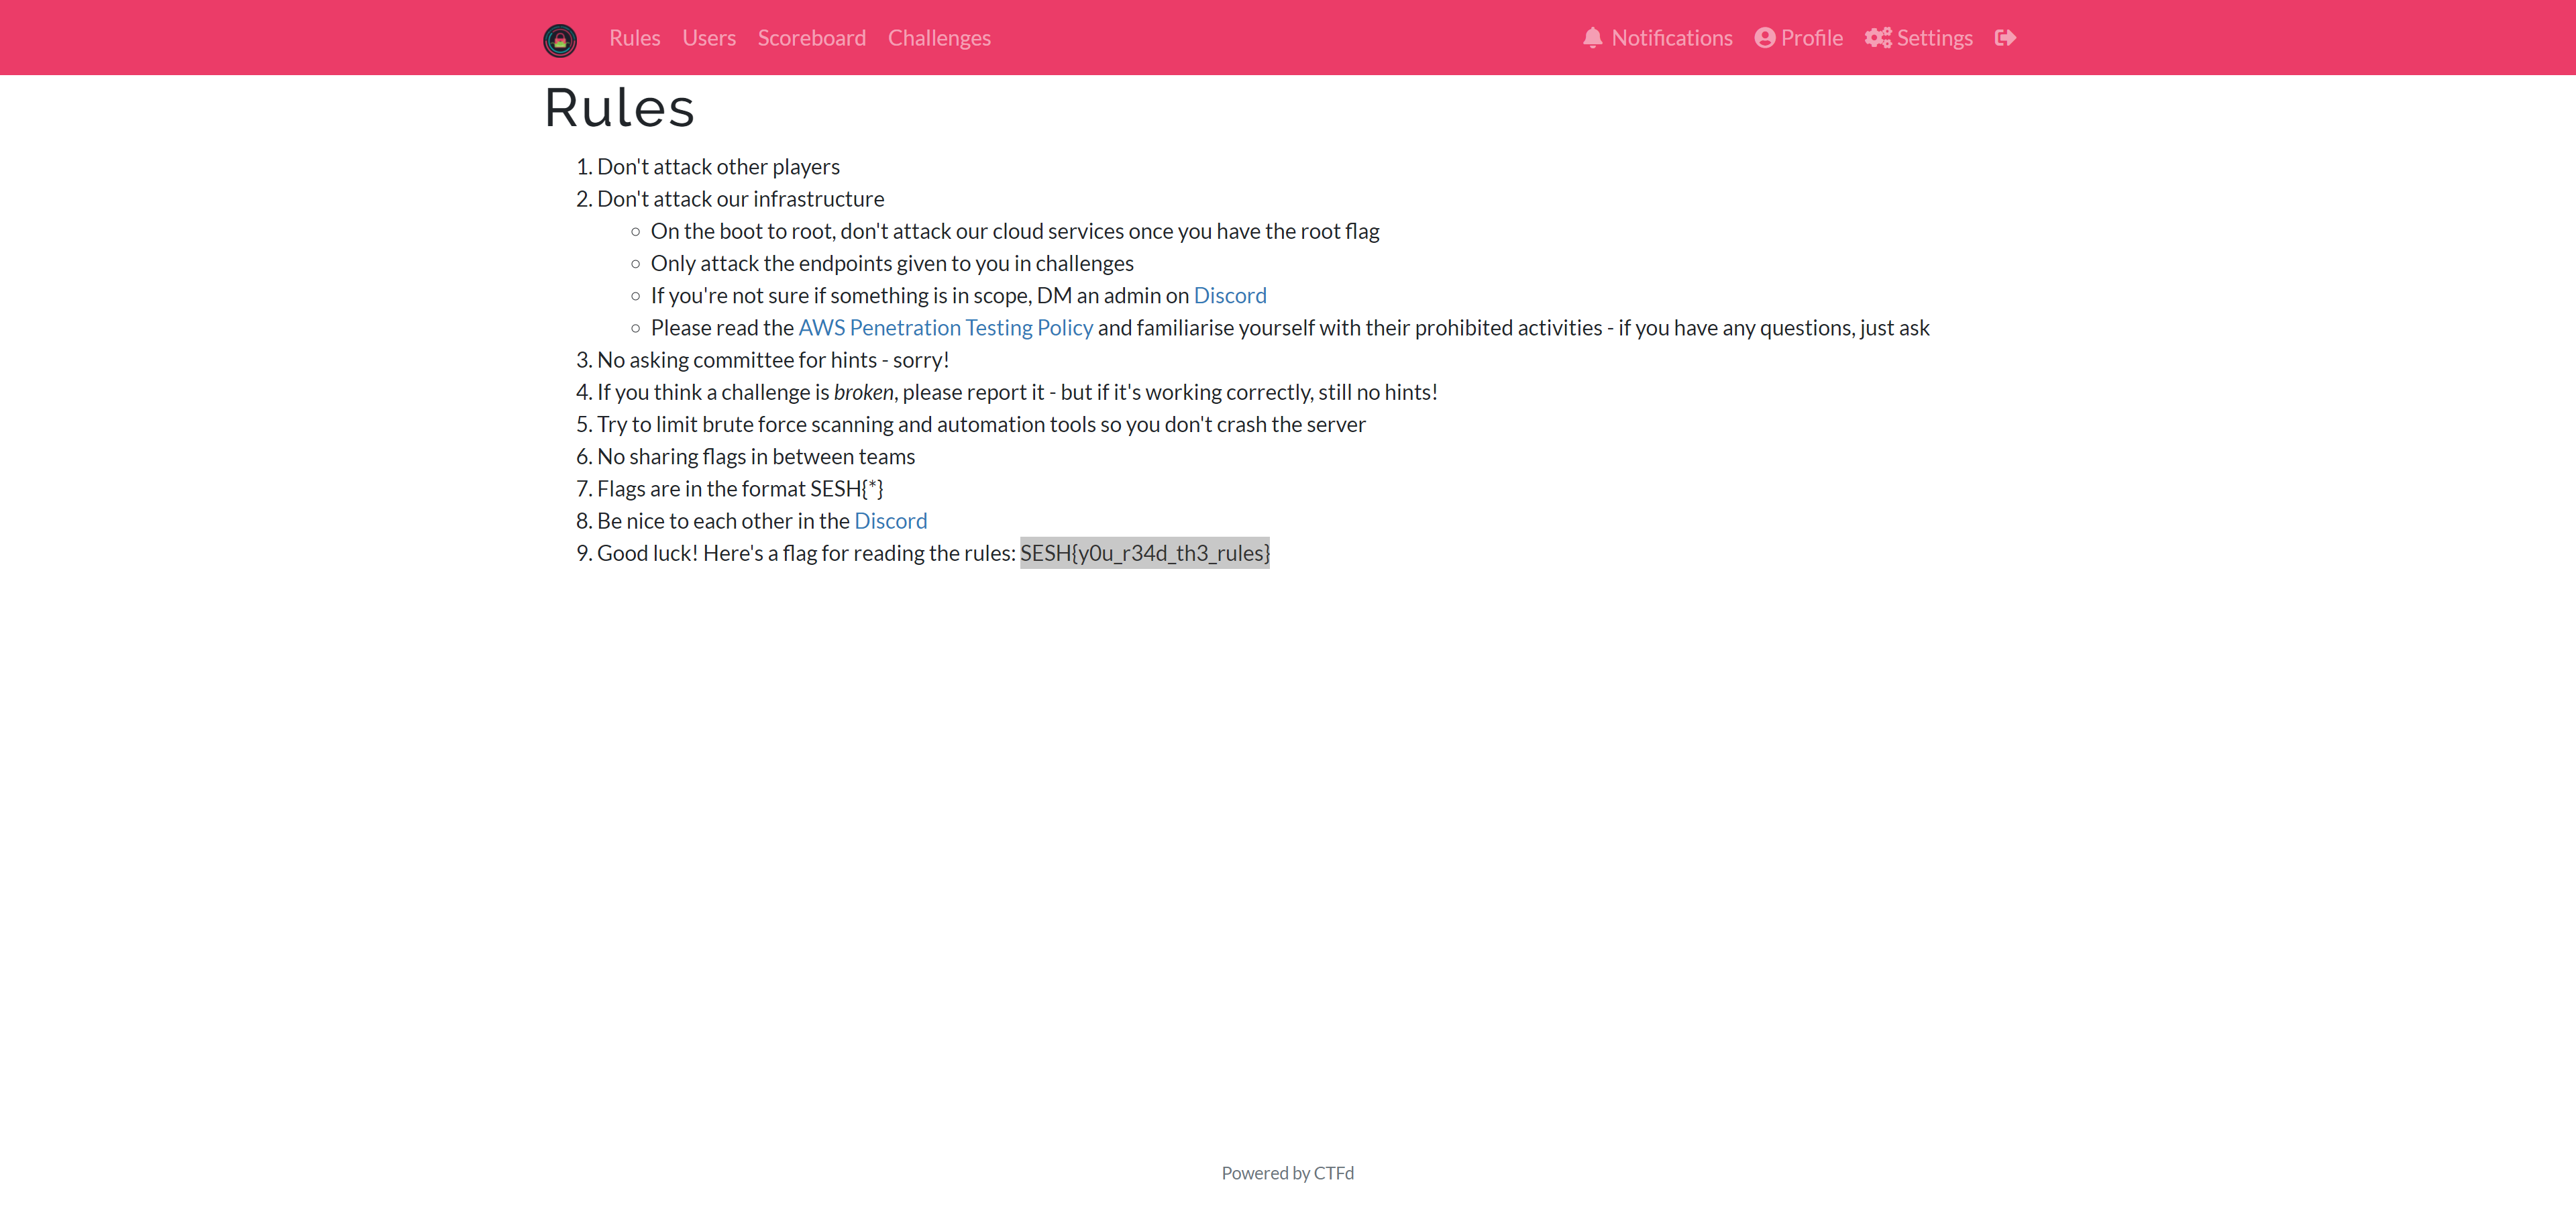 Rules Users Scoreboard Challenges Notifications Profile Settings
Rules
1. Don't attack other players
2. Don't attack our infrastructure
On the boot to root, don't attack our cloud services once you have the root flag
Only attack the endpoints given to you in challenges
If you're not sure if something is in scope, DM an admin on Discord
Please read the AWS Penetration Testing Policy and familiarise yourself with their prohibited activities - if you have any questions, just ask
3. No asking committee for hints - sorry!
4. If you think a challenge is broken, please report it - but if it's working correctly, still no hints!
5. Try to limit brute force scanning and automation tools so you don't crash the server
6. No sharing flags in between teams
7. Flags are in the format SESH{*}
8. Be nice to each other in the Discord
9. Good luck! Here's a flag for reading the rules: SESH{y0u_r34d_th3_rules}
Powered by CTFd